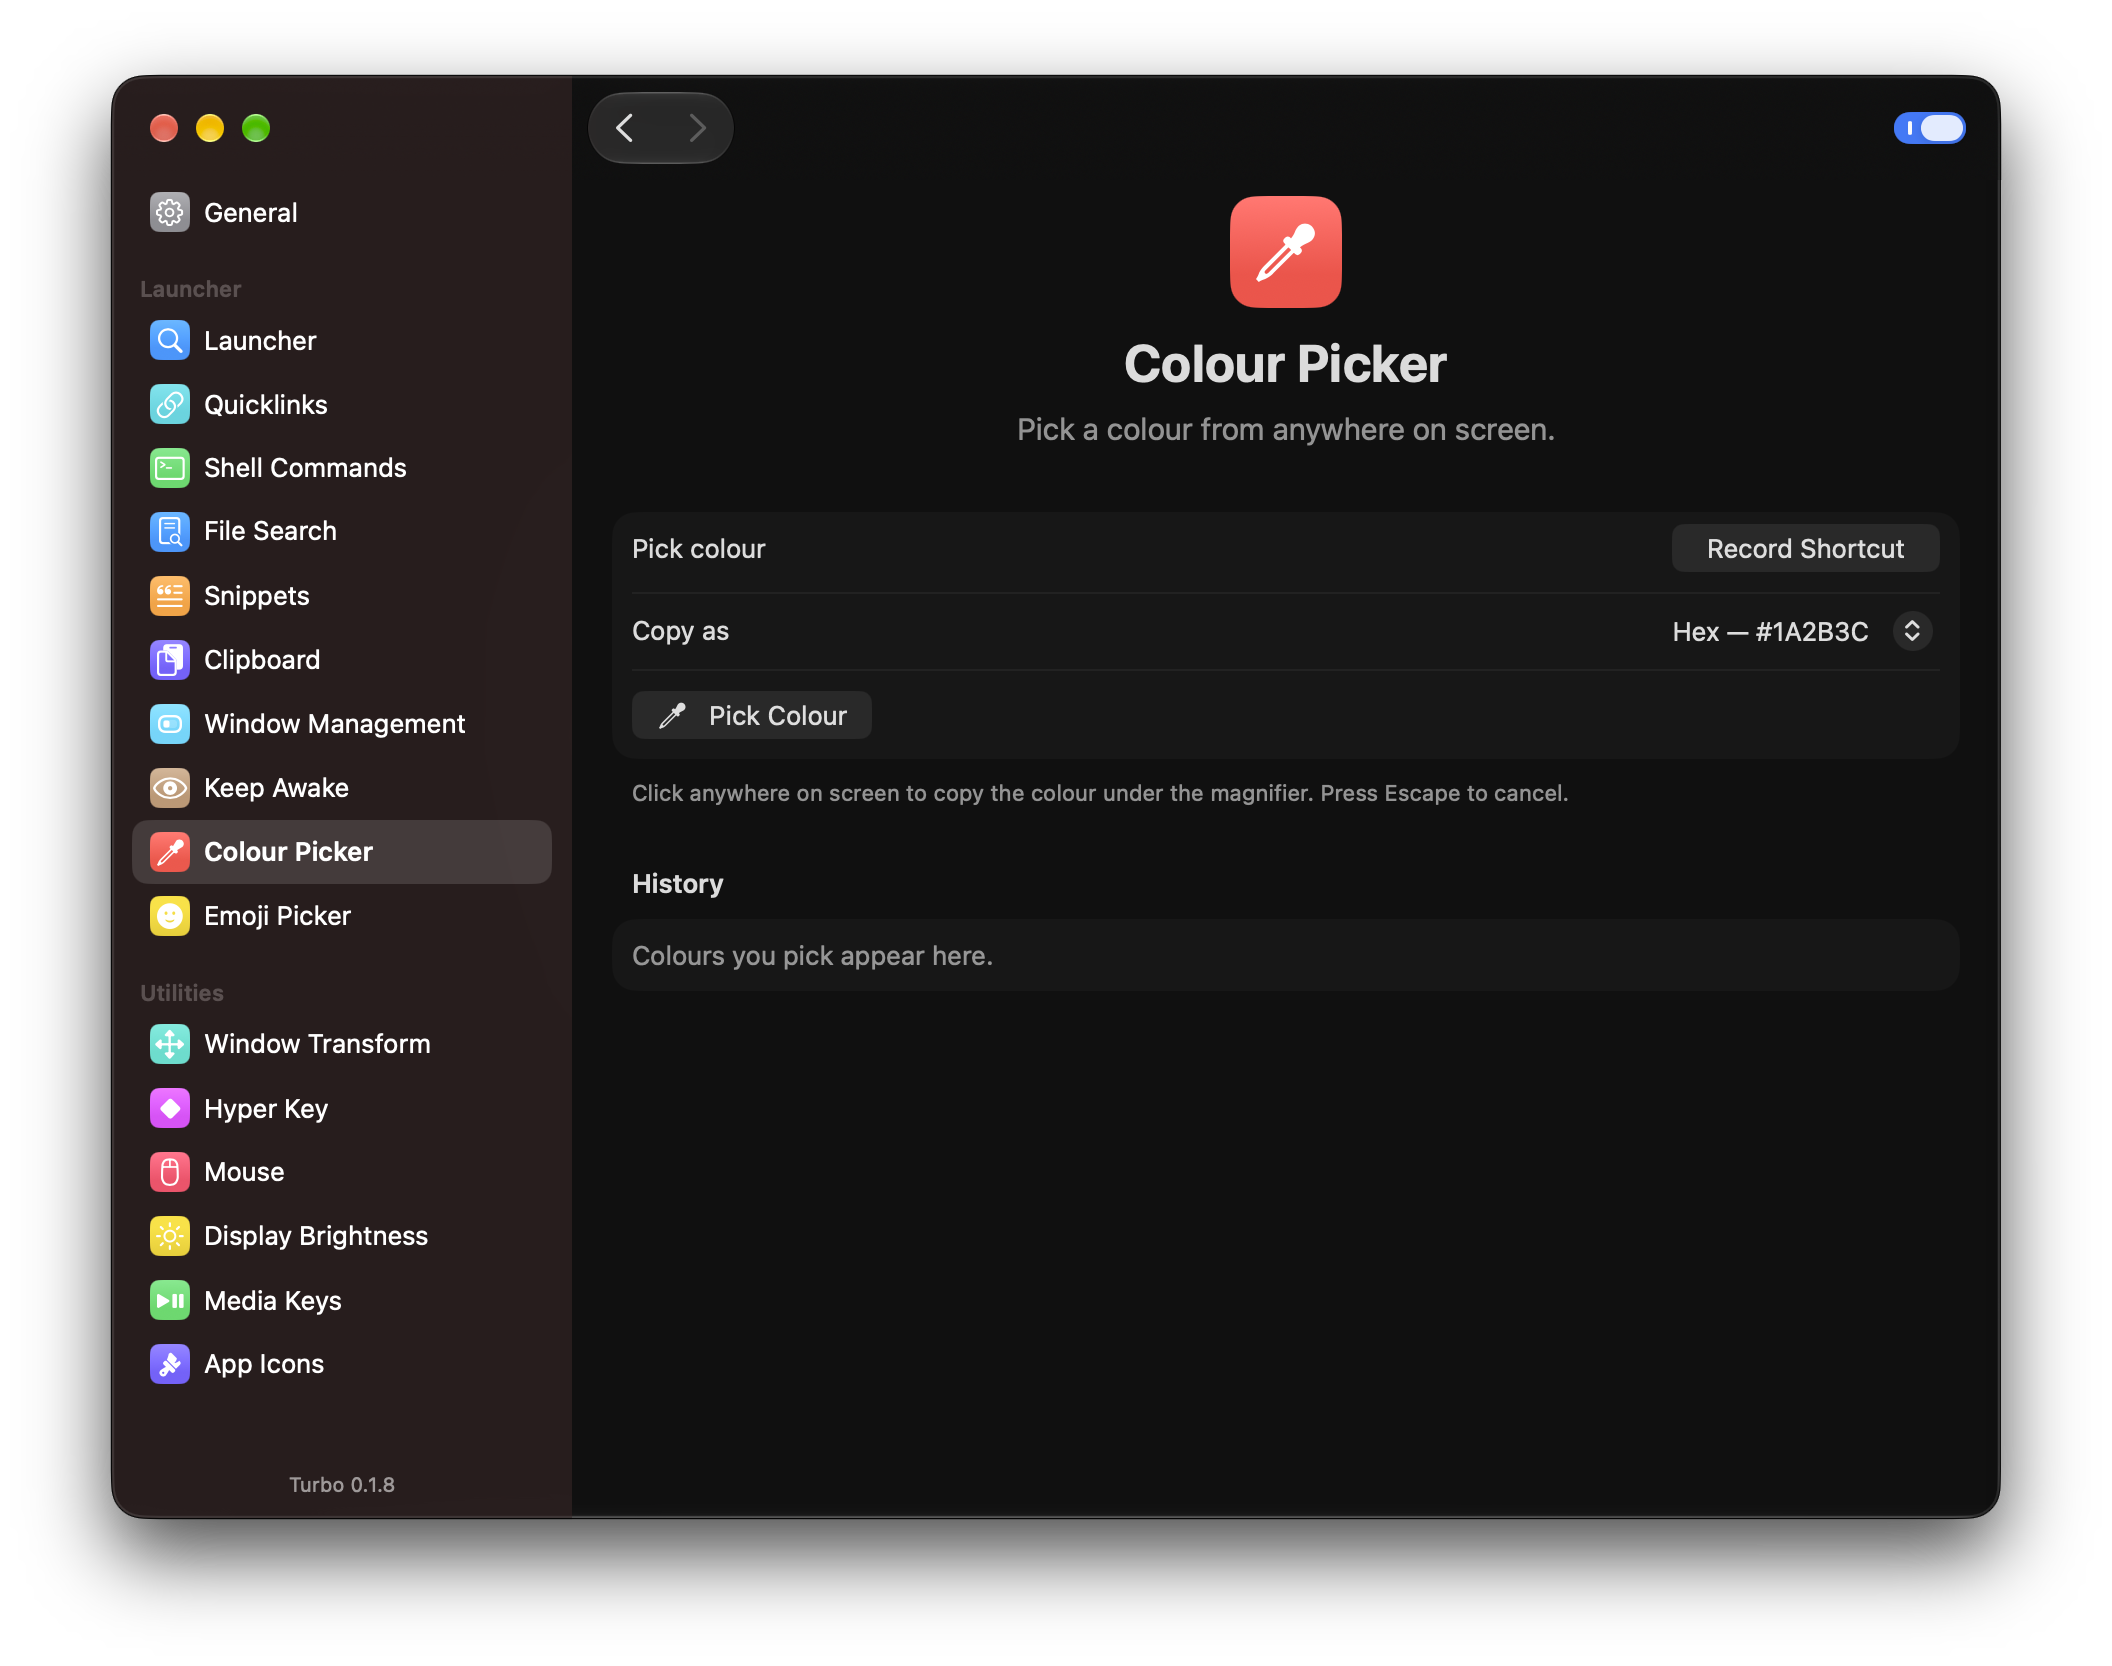 General
Launcher
Launcher
Quicklinks
Shell Commands
File Search
Snippets
Clipboard
Window Management
Keep Awake
Colour Picker
Emoji Picker
Utilities
Window Transform
Hyper Key
Mouse
Display Brightness
Media Keys
App Icons
Turbo 0.1.8
Colour Picker
Pick a colour from anywhere on screen.
Pick colour
Record Shortcut
Copy as
Hex — #1A2B3C
Pick Colour
Click anywhere on screen to copy the colour under the magnifier. Press Escape to cancel.
History
Colours you pick appear here.